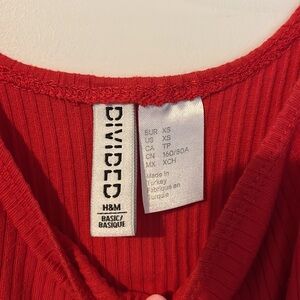 DIVIDED
H&M
BASIC/
BASIQUE
EUR XS
US XS
CA TP
CN 160/80A
MX XCH
Made in
Turkey
Fabriqué en
Turquie